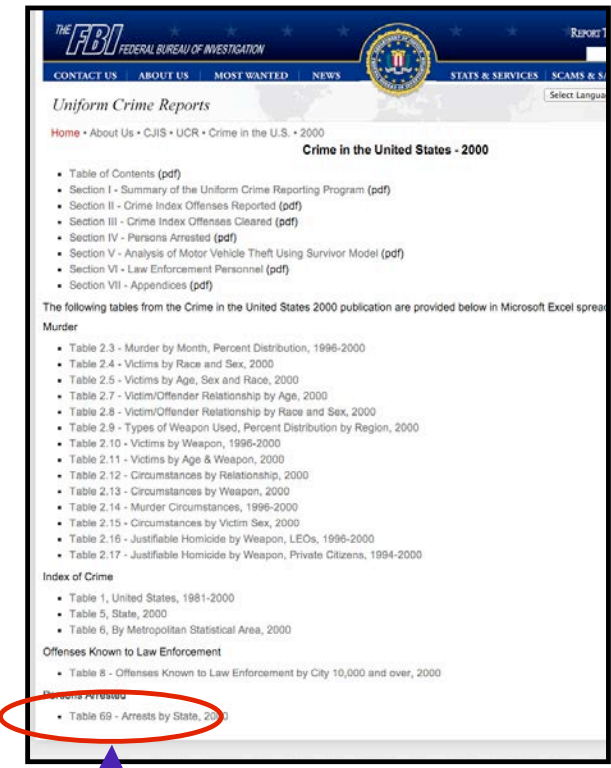 THE FBI FEDERAL BUREAU OF INVESTIGATION
REPORT T
CONTACT US ABOUT US MOST WANTED NEWS STATS & SERVICES SCAMS & SA
Select Langua
Uniform Crime Reports
Home • About Us • CJIS • UCR • Crime in the U.S. • 2000
Crime in the United States - 2000
• Table of Contents (pdf)
• Section I - Summary of the Uniform Crime Reporting Program (pdf)
• Section II - Crime Index Offenses Reported (pdf)
• Section III - Crime Index Offenses Cleared (pdf)
• Section IV - Persons Arrested (pdf)
• Section V - Analysis of Motor Vehicle Theft Using Survivor Model (pdf)
• Section VI - Law Enforcement Personnel (pdf)
• Section VII - Appendices (pdf)
The following tables from the Crime in the United States 2000 publication are provided below in Microsoft Excel sprea
Murder
• Table 2.3 - Murder by Month, Percent Distribution, 1996-2000
• Table 2.4 - Victims by Race and Sex, 2000
• Table 2.5 - Victims by Age, Sex and Race, 2000
• Table 2.7 - Victim/Offender Relationship by Age, 2000
• Table 2.8 - Victim/Offender Relationship by Race and Sex, 2000
• Table 2.9 - Types of Weapon Used, Percent Distribution by Region, 2000
• Table 2.10 - Victims by Weapon, 1996-2000
• Table 2.11 - Victims by Age & Weapon, 2000
• Table 2.12 - Circumstances by Relationship, 2000
• Table 2.13 - Circumstances by Weapon, 2000
• Table 2.14 - Murder Circumstances, 1996-2000
• Table 2.15 - Circumstances by Victim Sex, 2000
• Table 2.16 - Justifiable Homicide by Weapon, LEOs, 1996-2000
• Table 2.17 - Justifiable Homicide by Weapon, Private Citizens, 1994-2000
Index of Crime
• Table 1, United States, 1981-2000
• Table 5, State, 2000
• Table 6, By Metropolitan Statistical Area, 2000
Offenses Known to Law Enforcement
• Table 8 - Offenses Known to Law Enforcement by City 10,000 and over, 2000
Persons Arrested
• Table 69 - Arrests by State, 2000